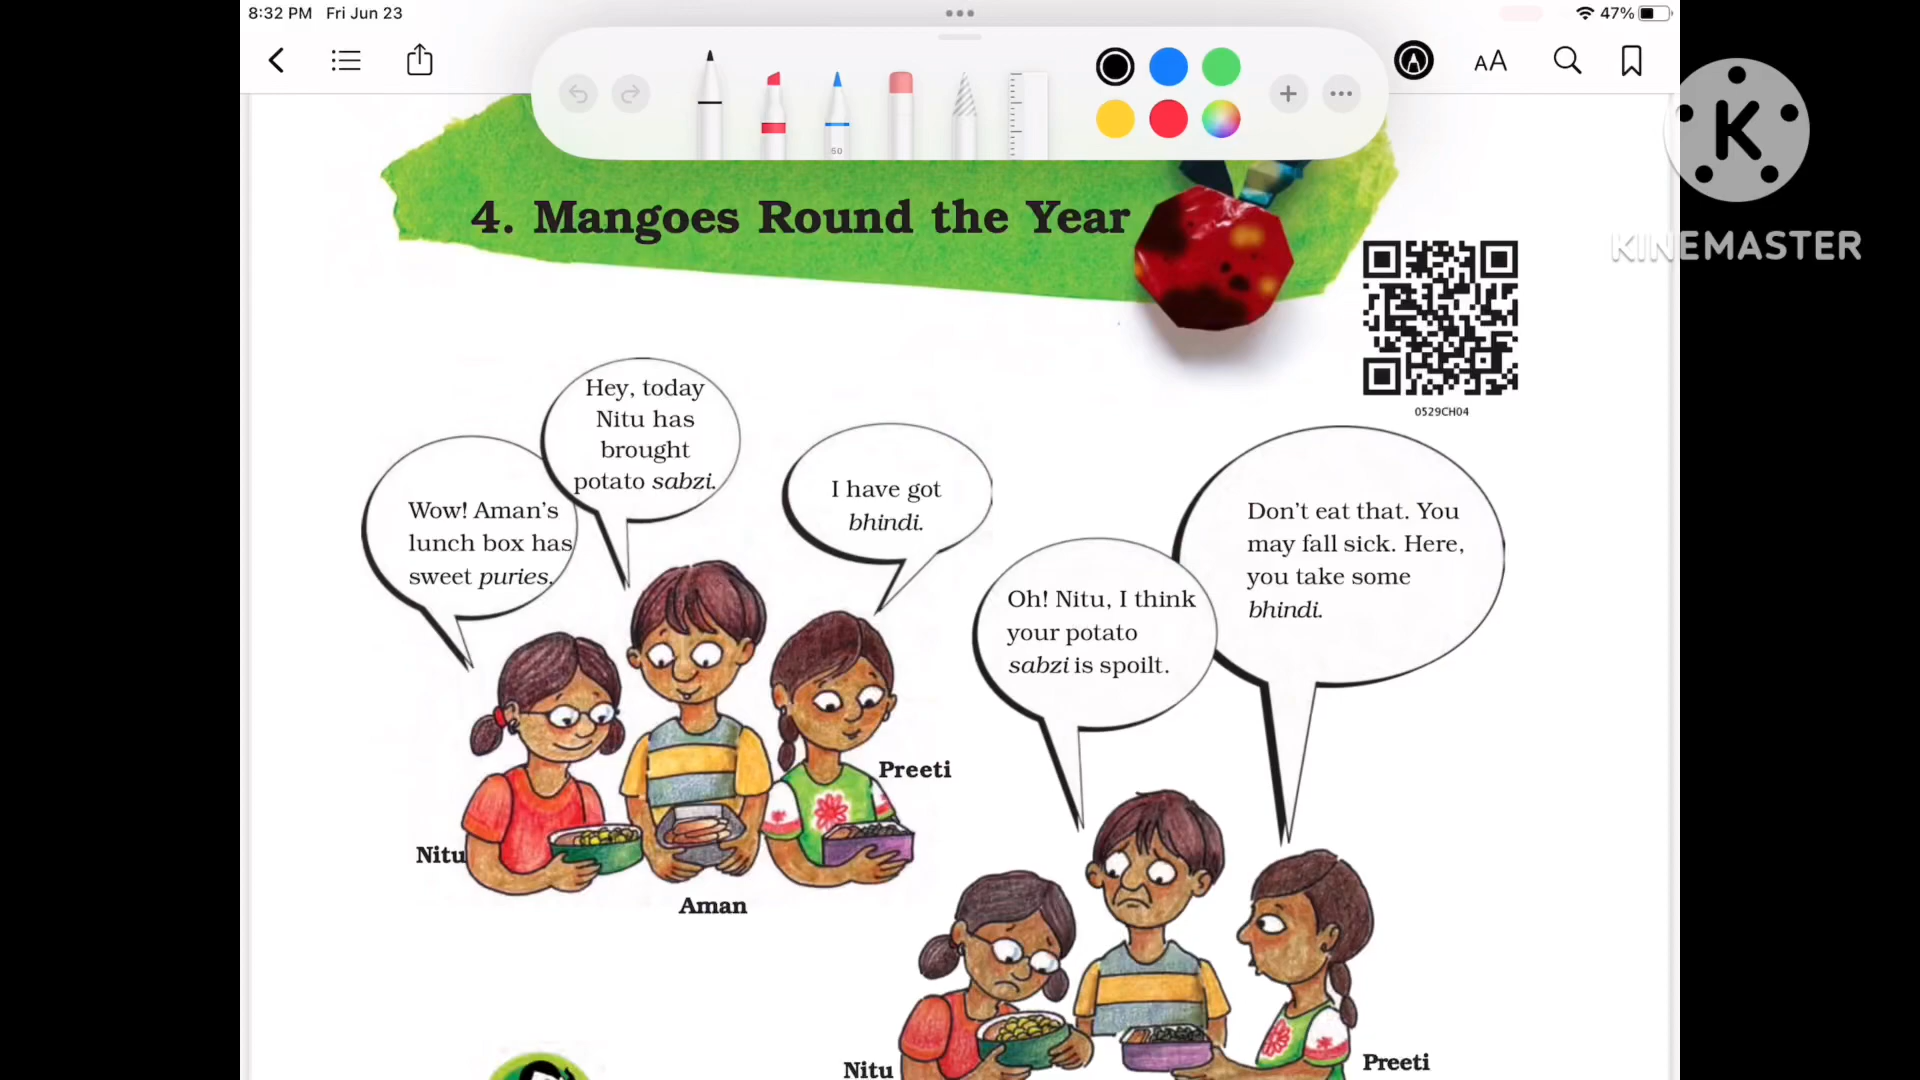 8:32 PM Fri Jun 23
47%
AA
60
4. Mangoes Round the Year
K
KINEMASTER
0529CH04
Hey, today
Nitu has
brought
potato sabzi.
Wow! Aman's
lunch box has
sweet puries.
I have got
bhindi.
Don't eat that. You
may fall sick. Here,
you take some
bhindi.
Oh! Nitu, I think
your potato
sabzi is spoilt.
Preeti
Nitu
Aman
Nitu
Preeti